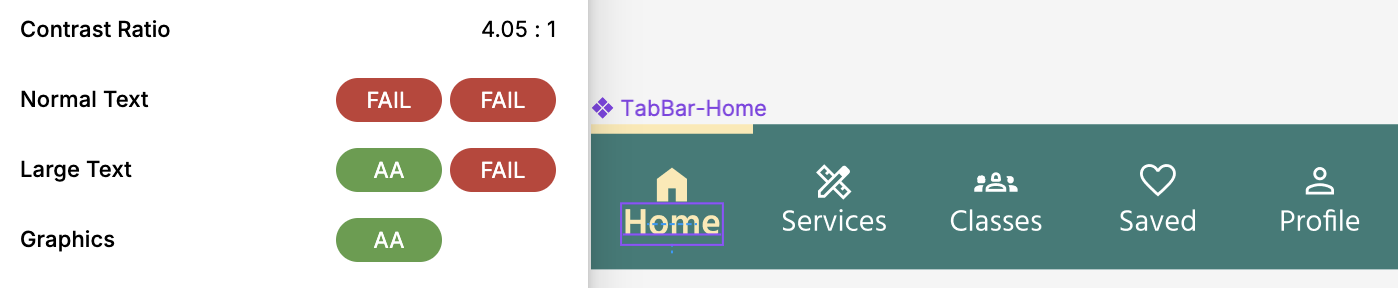 Contrast Ratio 4.05 : 1
Normal Text FAIL FAIL
Large Text AA FAIL
Graphics AA
TabBar-Home
Home Services Classes Saved Profile